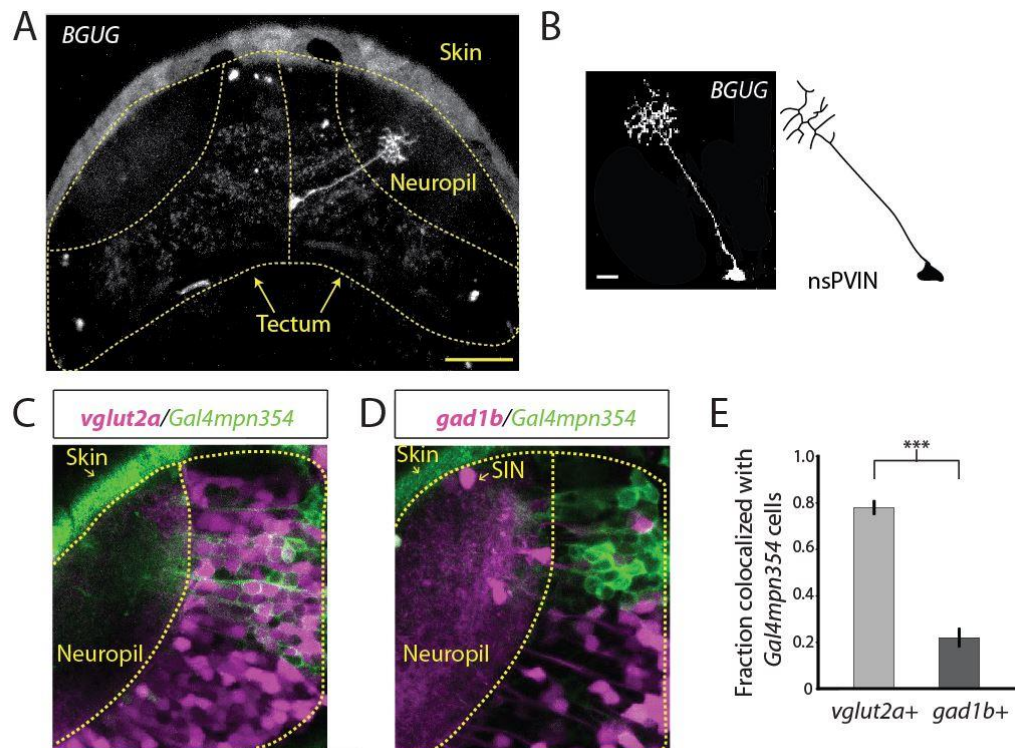 A
BGUG
Skin
Neuropil
Tectum
B
BGUG
nsPVIN
C
vglut2a/Gal4mpn354
Skin
Neuropil
D
gad1b/Gal4mpn354
Skin
SIN
Neuropil
E
Fraction colocalized with
Gal4mpn354 cells
***
1.0
0.8
0.6
0.4
0.2
0
vglut2a+ gad1b+